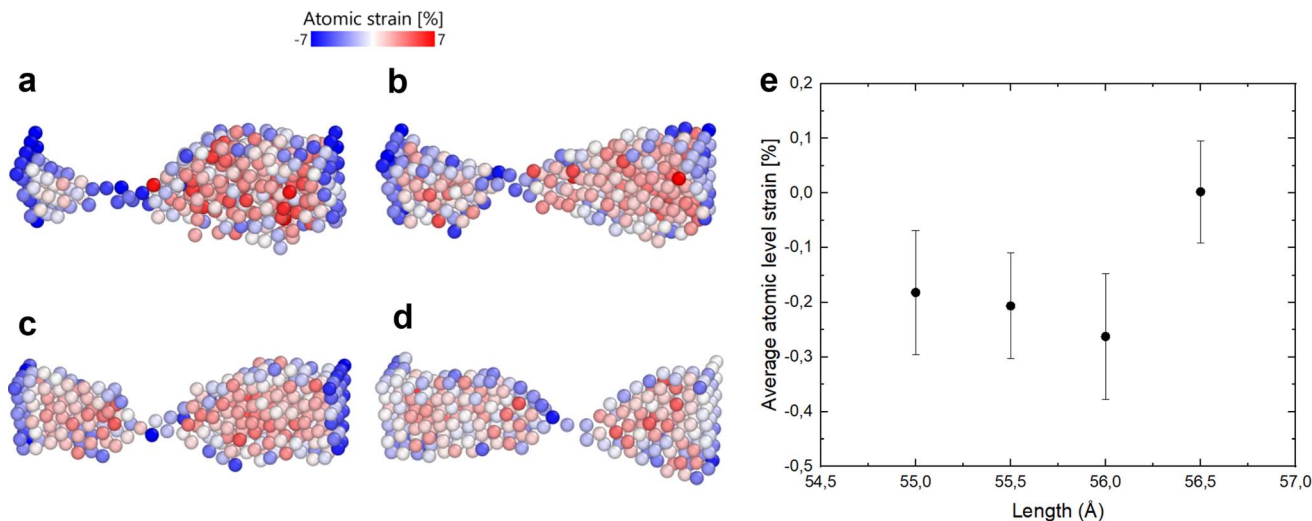 Atomic strain [%]
-7 7
a
b
c
d
e
Average atomic level strain [%]
0,2
0,1
0,0
-0,1
-0,2
-0,3
-0,4
-0,5
54,5 55,0 55,5 56,0 56,5 57,0
Length (Å)